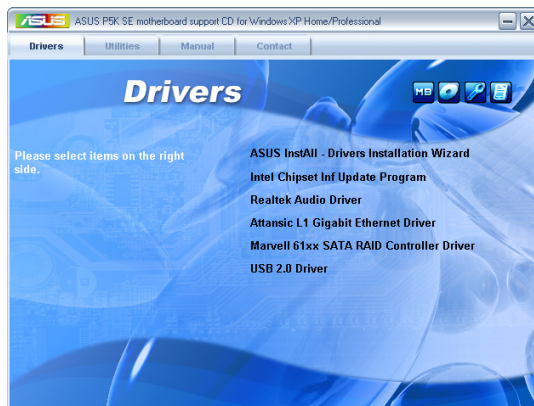 ASUS ASUS P5K SE motherboard support CD for Windows XP Home/Professional
Drivers Utilities Manual Contact
Drivers
MB
Please select items on the right
side.
ASUS InstAll - Drivers Installation Wizard
Intel Chipset Inf Update Program
Realtek Audio Driver
Attansic L1 Gigabit Ethernet Driver
Marvell 61xx SATA RAID Controller Driver
USB 2.0 Driver